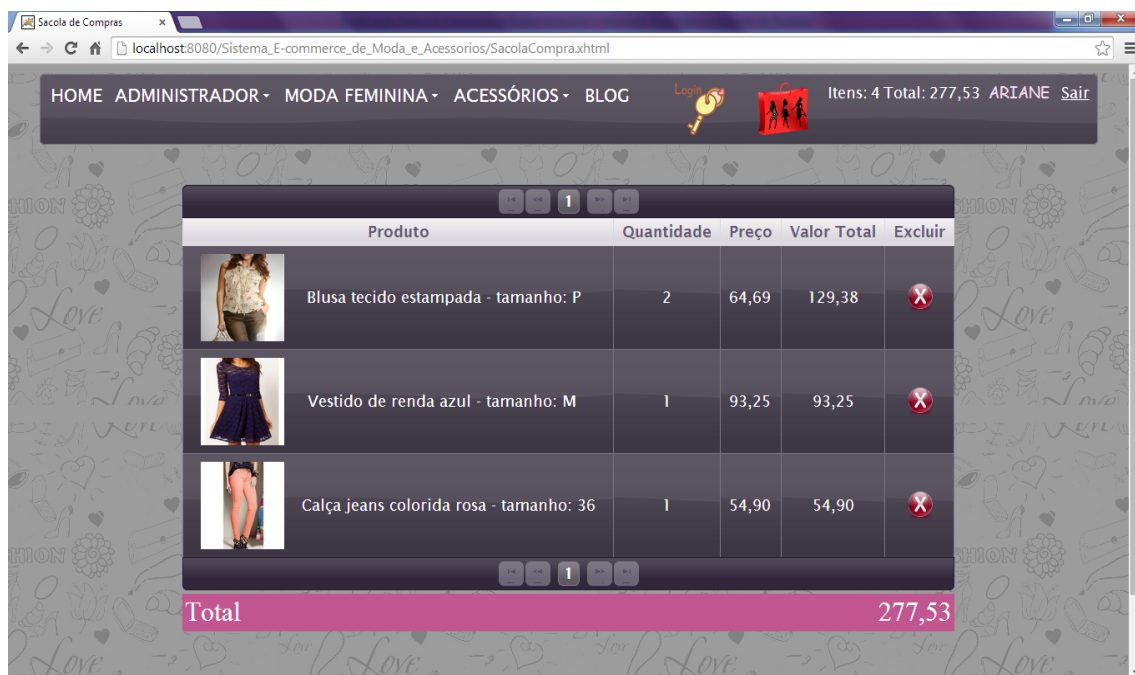 Sacola de Compras
localhost:8080/Sistema_E-commerce_de_Moda_e_Acessorios/SacolaCompra.xhtml
HOME ADMINISTRADOR MODA FEMININA ACESSÓRIOS BLOG Login Itens: 4 Total: 277,53 ARIANE Sair
1
Produto Quantidade Preço Valor Total Excluir
Blusa tecido estampada - tamanho: P 2 64,69 129,38 X
Vestido de renda azul - tamanho: M 1 93,25 93,25 X
Calça jeans colorida rosa - tamanho: 36 1 54,90 54,90 X
1
Total 277,53